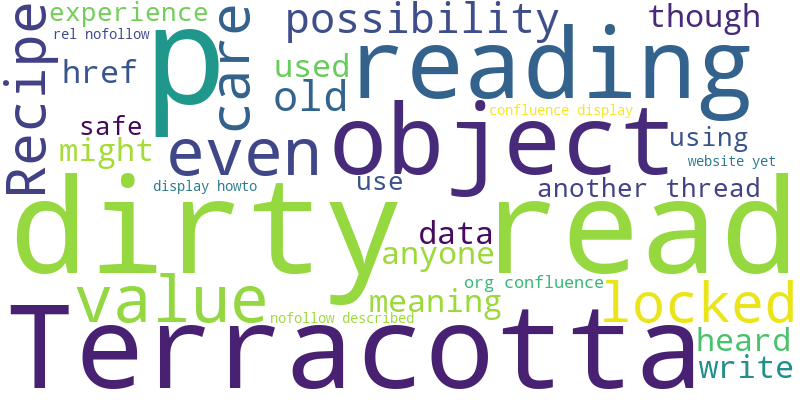 experience
rel nofollow
href
Recipe
p
care
possibility
though
used
old
reading
confluence display
safe
might
even
object
using
website yet
display howto
use
another thread
dirty read
data
anyone
org confluence
value
meaning
locked
nofollow described
Terracotta
heard
write